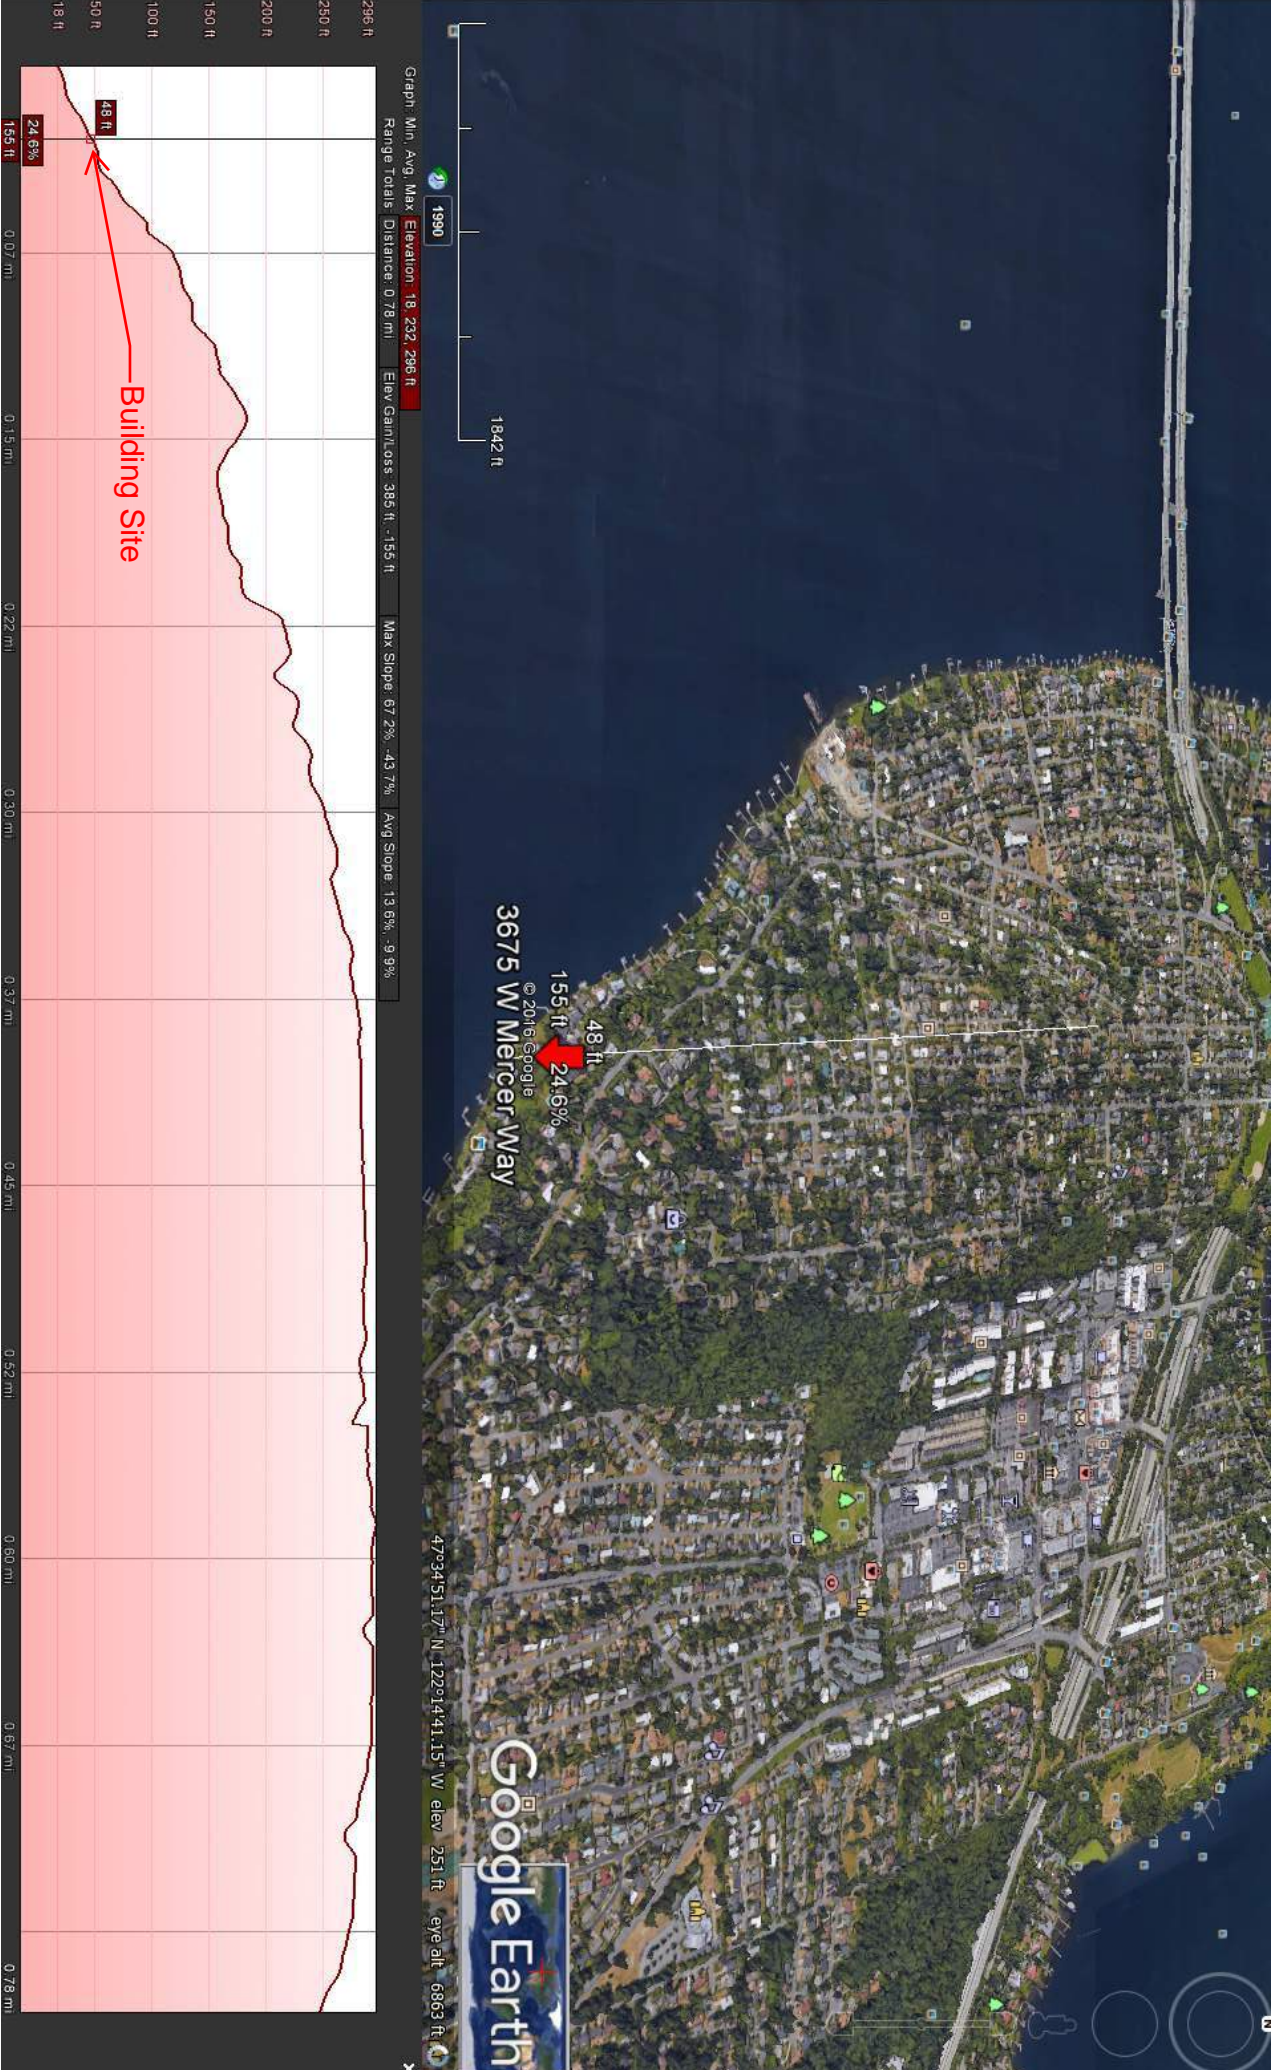 N
1842 ft
1990
48 ft
155 ft 24.6%
© 2016 Google
3675 W Mercer Way
Google Earth
47°34'51.17" N 122°14'41.15" W elev 251 ft eye alt 6863 ft
Graph: Min, Avg, Max Elevation: 18, 232, 296 ft
Range Totals: Distance: 0.78 mi Elev Gain/Loss: 385 ft, -155 ft Max Slope: 67.2%, -43.7% Avg Slope: 13.6%, -9.9%
296 ft
250 ft
200 ft
150 ft
100 ft
50 ft
18 ft
48 ft
Building Site
24.6%
155 ft
0.07 mi
0.15 mi
0.22 mi
0.30 mi
0.37 mi
0.45 mi
0.52 mi
0.60 mi
0.67 mi
0.78 mi